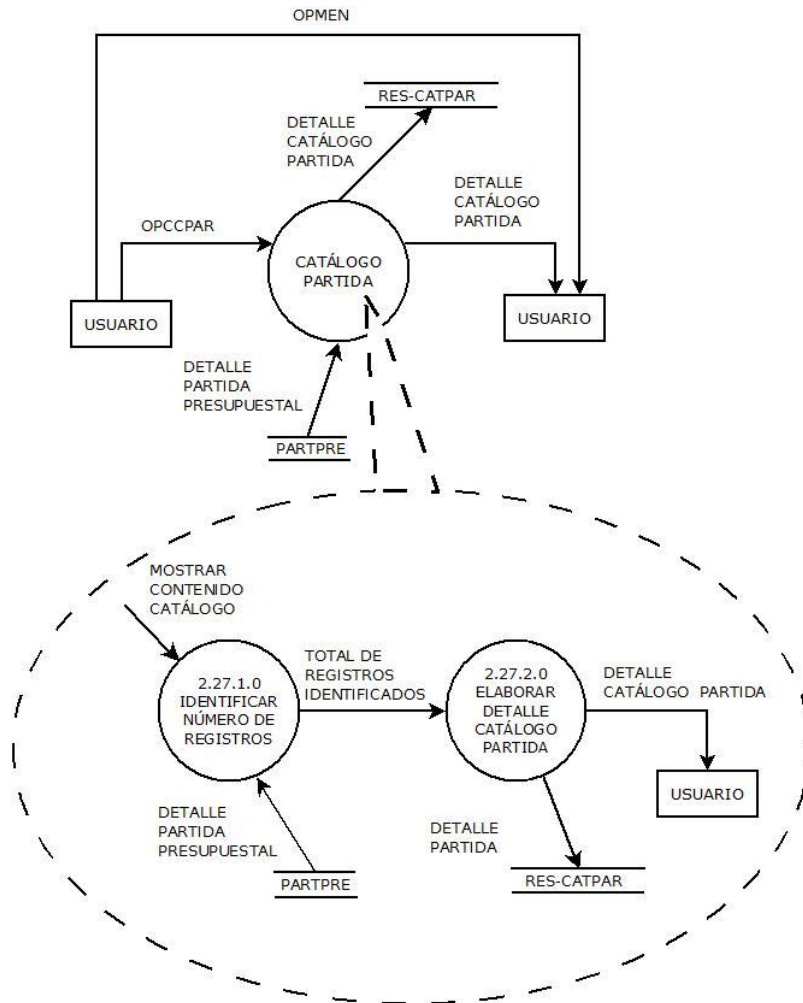 OPMEN
RES-CATPAR
DETALLE
CATÁLOGO
PARTIDA
DETALLE
CATÁLOGO
PARTIDA
OPCCPAR
CATÁLOGO
PARTIDA
USUARIO
USUARIO
DETALLE
PARTIDA
PRESUPUESTAL
PARTPRE
MOSTRAR
CONTENIDO
CATÁLOGO
2.27.1.0
IDENTIFICAR
NÚMERO DE
REGISTROS
TOTAL DE
REGISTROS
IDENTIFICADOS
2.27.2.0
ELABORAR
DETALLE
CATÁLOGO
PARTIDA
DETALLE
CATÁLOGO PARTIDA
USUARIO
DETALLE
PARTIDA
PRESUPUESTAL
PARTPRE
DETALLE
PARTIDA
RES-CATPAR